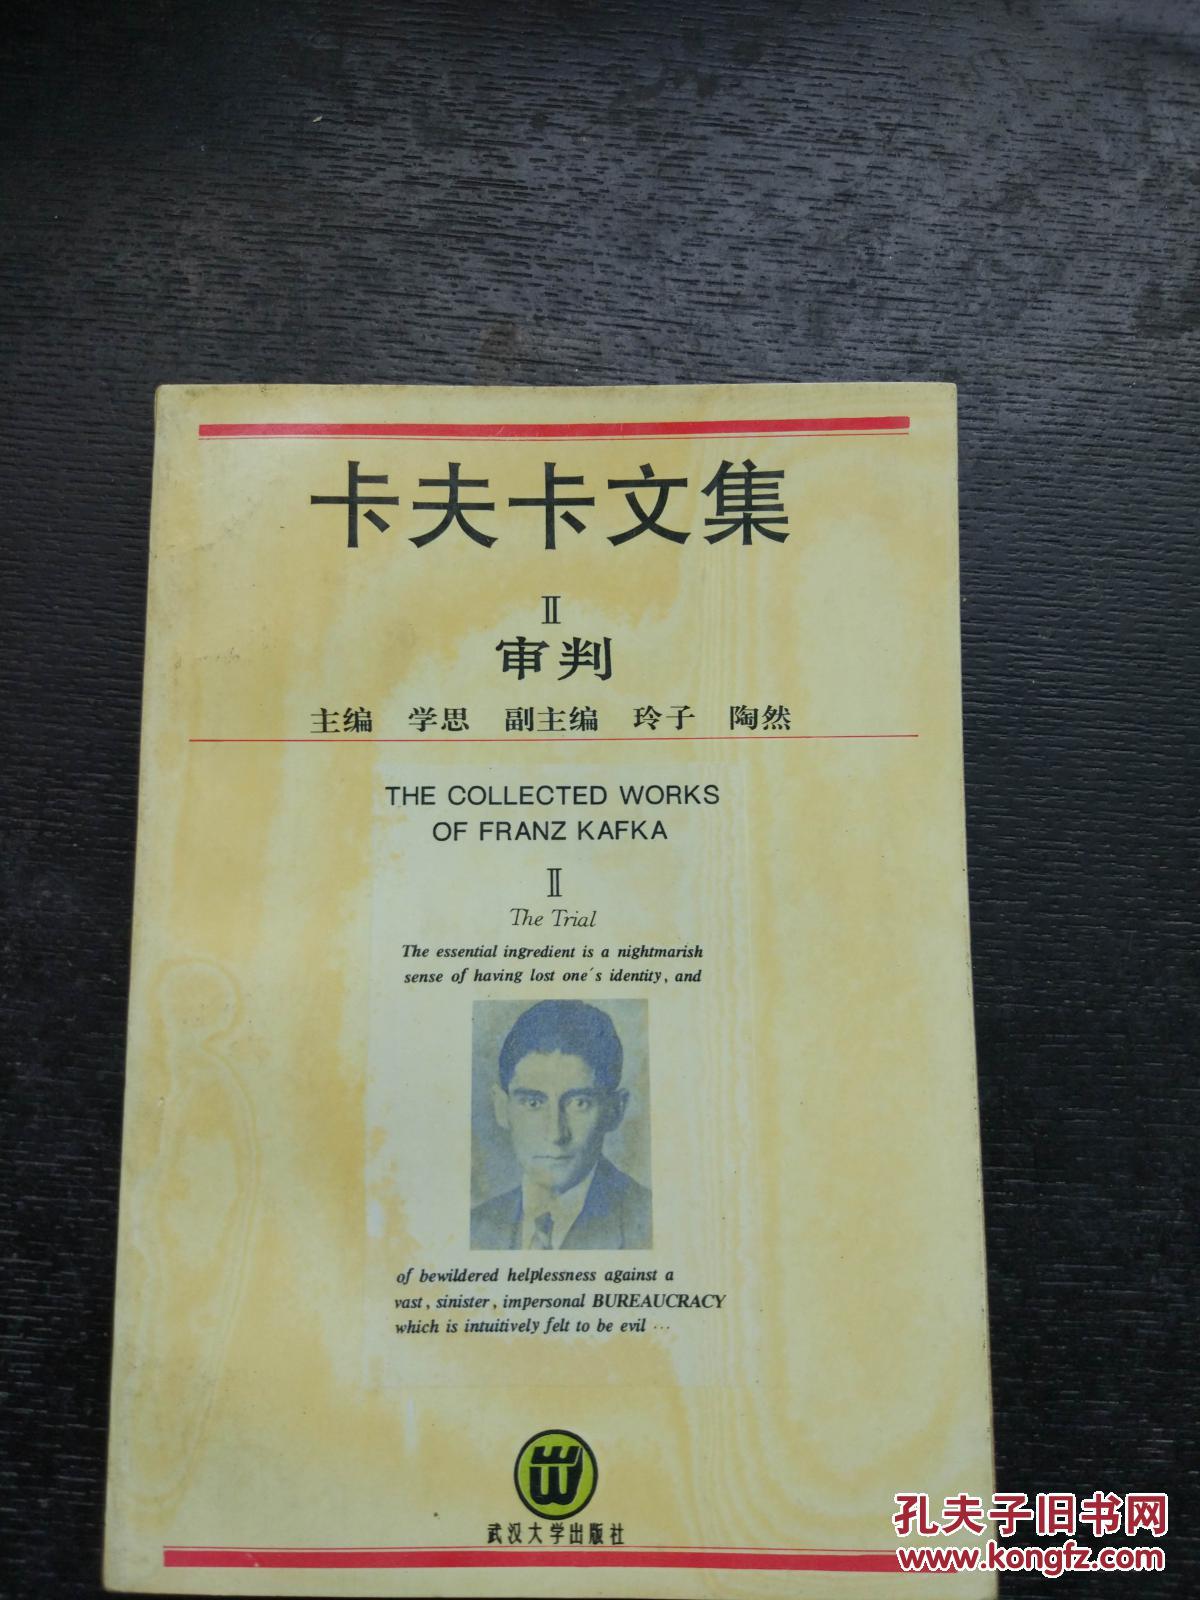 卡夫卡文集
Ⅱ
审判
主编 学思 副主编 玲子 陶然
THE COLLECTED WORKS
OF FRANZ KAFKA
Ⅱ
The Trial
The essential ingredient is a nightmarish
sense of having lost one´s identity, and
of bewildered helplessness against a
vast, sinister, impersonal BUREAUCRACY
which is intuitively felt to be evil …
武汉大学出版社
孔夫子旧书网
www.kongfz.com